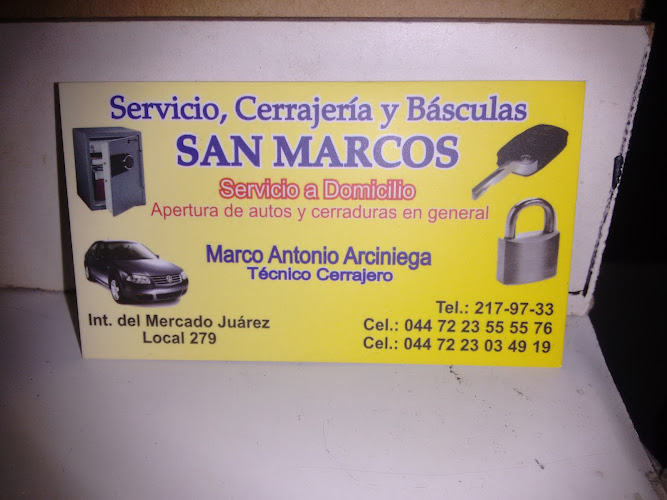 Servicio, Cerrajería y Básculas
SAN MARCOS
Servicio a Domicilio
Apertura de autos y cerraduras en general
Marco Antonio Arciniega
Técnico Cerrajero
Int. del Mercado Juárez
Local 279
Tel.: 217-97-33
Cel.: 044 72 23 55 55 76
Cel.: 044 72 23 03 49 19